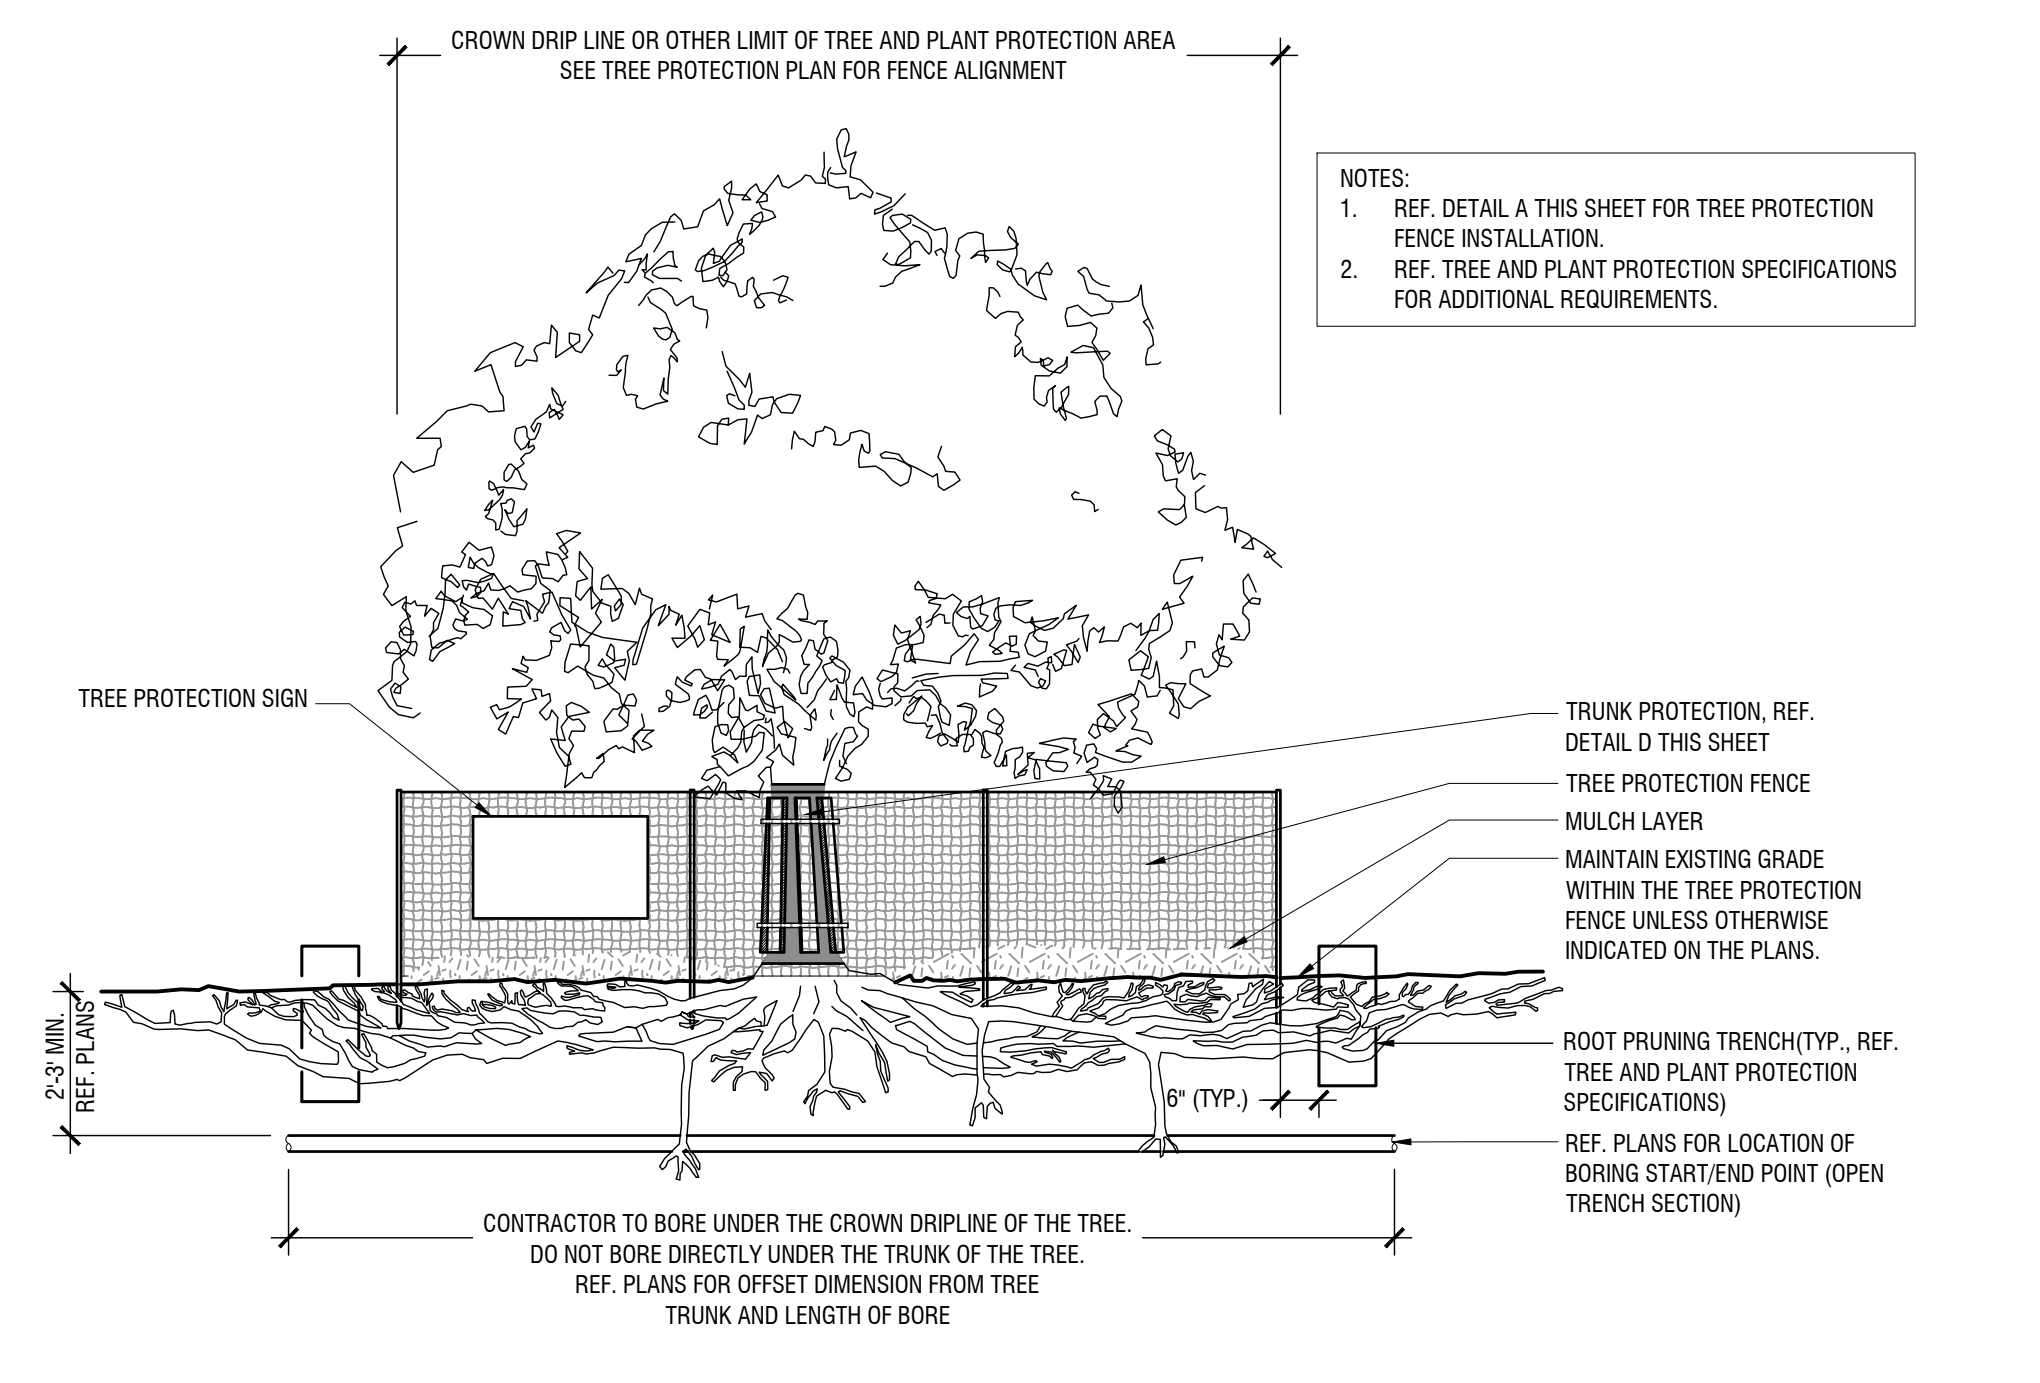 CROWN DRIP LINE OR OTHER LIMIT OF TREE AND PLANT PROTECTION AREA
SEE TREE PROTECTION PLAN FOR FENCE ALIGNMENT
NOTES:
1. REF. DETAIL A THIS SHEET FOR TREE PROTECTION
FENCE INSTALLATION.
2. REF. TREE AND PLANT PROTECTION SPECIFICATIONS
FOR ADDITIONAL REQUIREMENTS.
TREE PROTECTION SIGN
TRUNK PROTECTION, REF.
DETAIL D THIS SHEET
TREE PROTECTION FENCE
MULCH LAYER
MAINTAIN EXISTING GRADE
WITHIN THE TREE PROTECTION
FENCE UNLESS OTHERWISE
INDICATED ON THE PLANS.
2'-3' MIN.
REF. PLANS
ROOT PRUNING TRENCH(TYP., REF.
TREE AND PLANT PROTECTION
SPECIFICATIONS)
6" (TYP.)
REF. PLANS FOR LOCATION OF
BORING START/END POINT (OPEN
TRENCH SECTION)
CONTRACTOR TO BORE UNDER THE CROWN DRIPLINE OF THE TREE.
DO NOT BORE DIRECTLY UNDER THE TRUNK OF THE TREE.
REF. PLANS FOR OFFSET DIMENSION FROM TREE
TRUNK AND LENGTH OF BORE